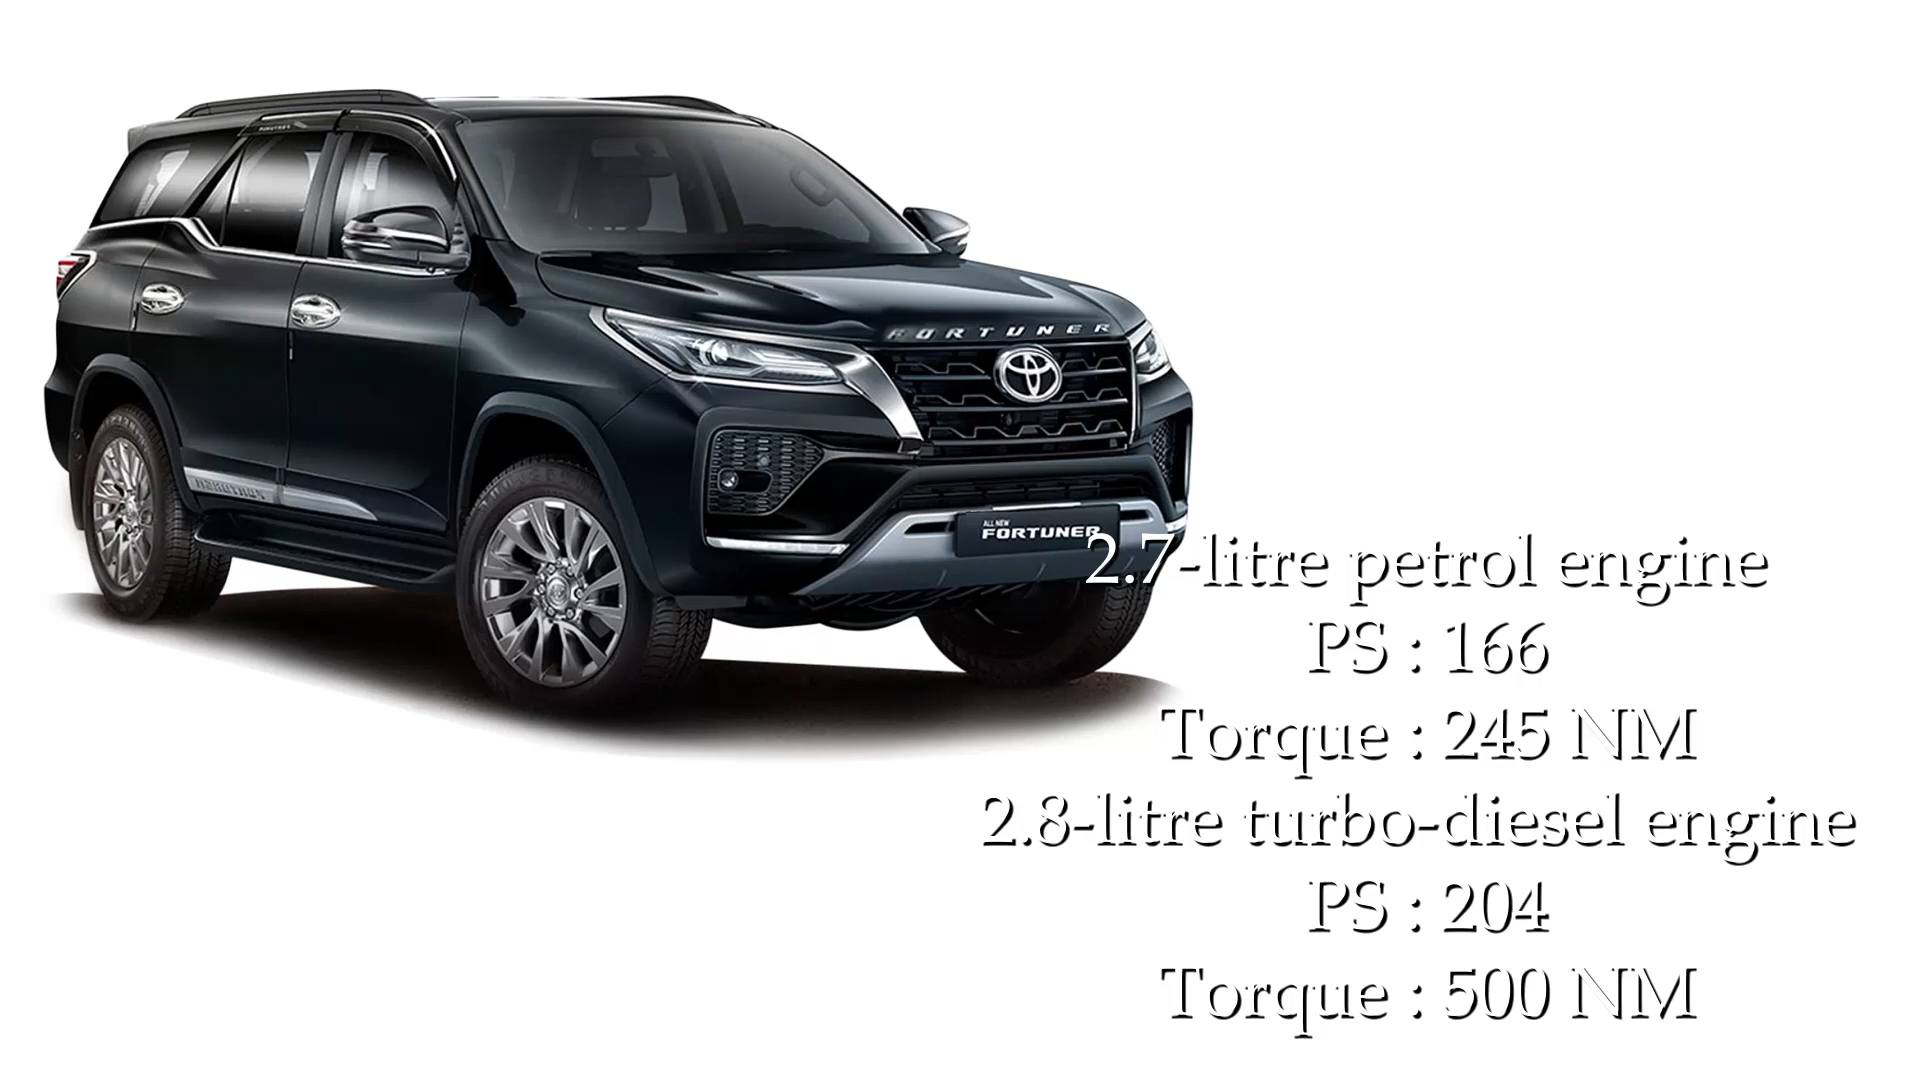 FORTUNER
ALL NEW
FORTUNER
2.7-litre petrol engine
PS : 166
Torque : 245 NM
2.8-litre turbo-diesel engine
PS : 204
Torque : 500 NM